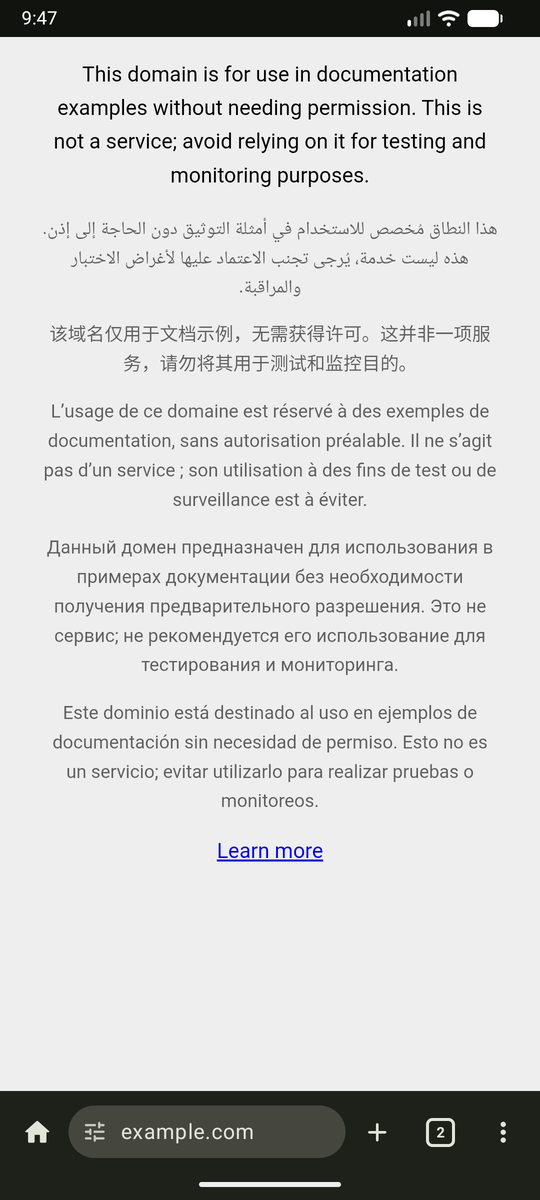 9:47
This domain is for use in documentation
examples without needing permission. This is
not a service; avoid relying on it for testing and
monitoring purposes.
هذا النطاق مُخصص للاستخدام في أمثلة التوثيق دون الحاجة إلى إذن.
هذه ليست خدمة، يُرجى تجنب الاعتماد عليها لأغراض الاختبار
والمراقبة.
该域名仅用于文档示例，无需获得许可。这并非一项服
务，请勿将其用于测试和监控目的。
L’usage de ce domaine est réservé à des exemples de
documentation, sans autorisation préalable. Il ne s’agit
pas d’un service ; son utilisation à des fins de test ou de
surveillance est à éviter.
Данный домен предназначен для использования в
примерах документации без необходимости
получения предварительного разрешения. Это не
сервис; не рекомендуется его использование для
тестирования и мониторинга.
Este dominio está destinado al uso en ejemplos de
documentación sin necesidad de permiso. Esto no es
un servicio; evitar utilizarlo para realizar pruebas o
monitoreos.
Learn more
example.com
2